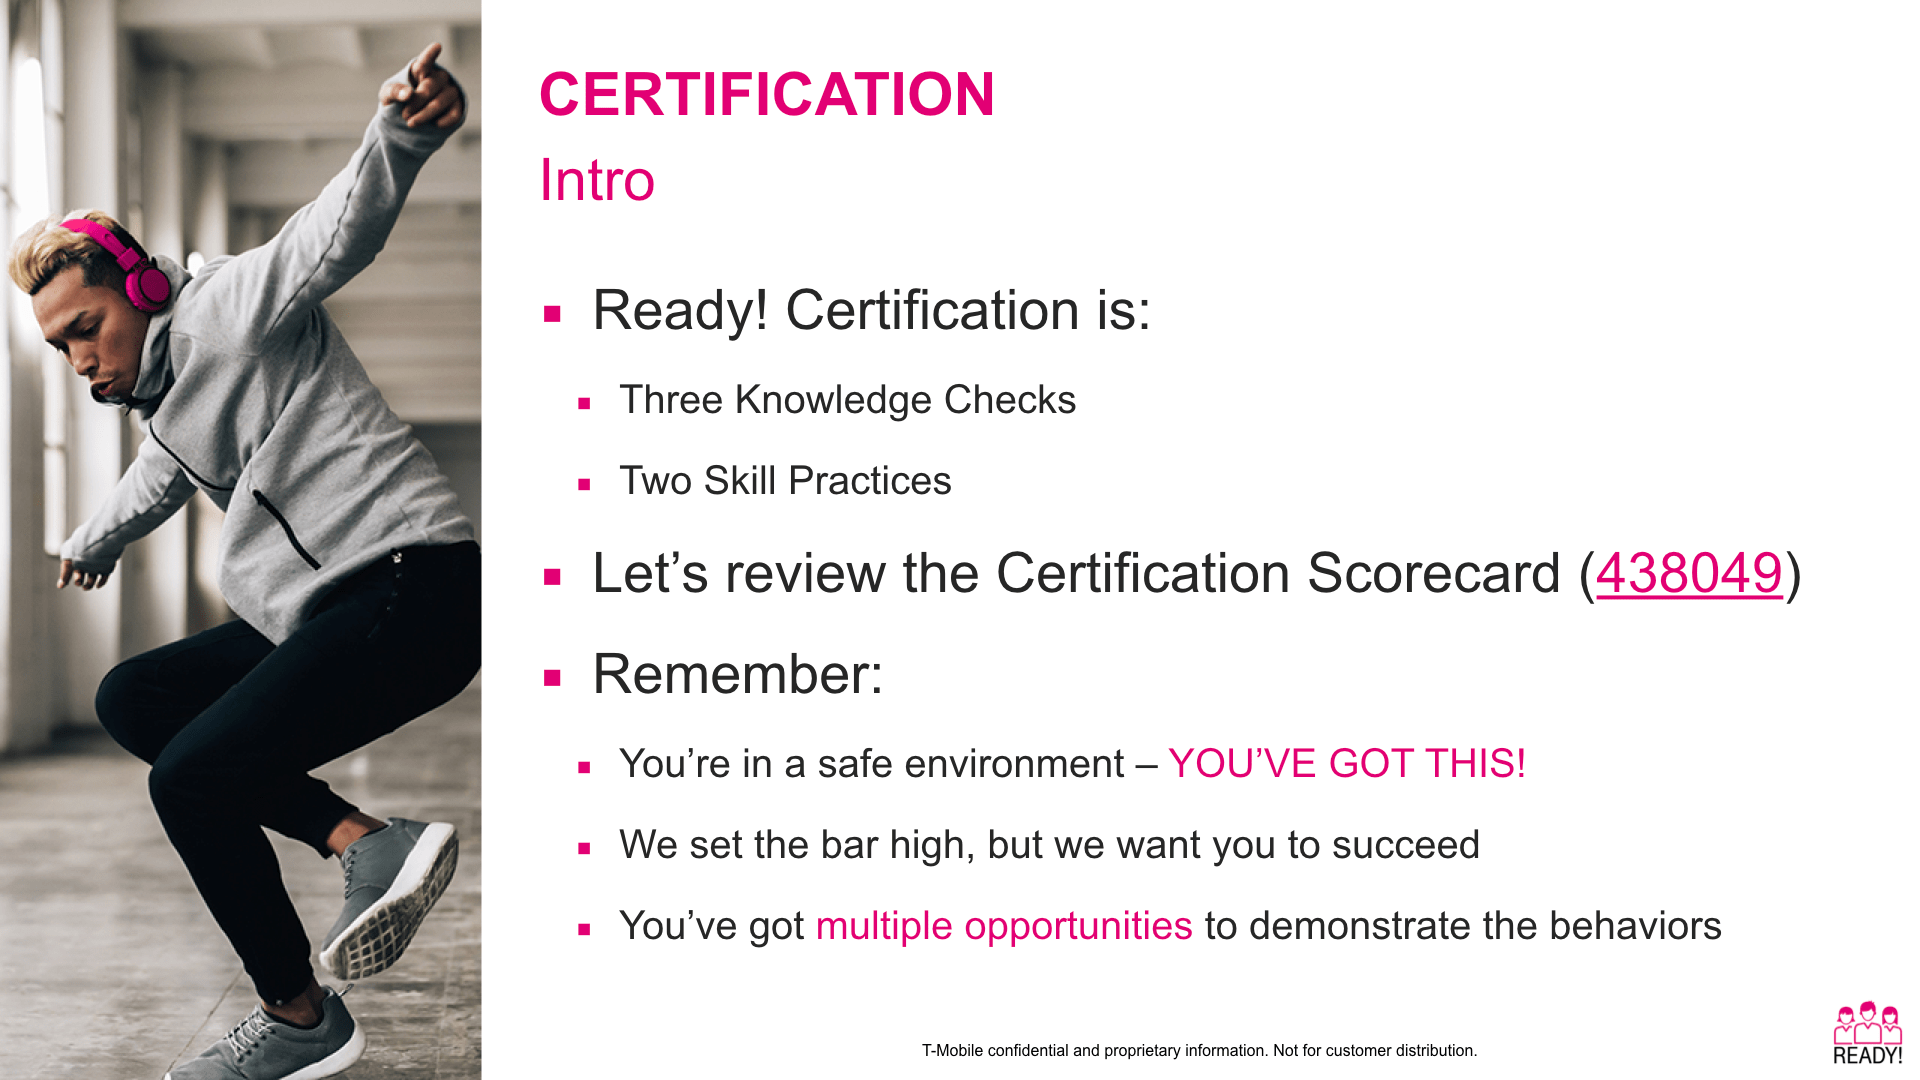 CERTIFICATION
Intro
Ready! Certification is:
Three Knowledge Checks
Two Skill Practices
Let’s review the Certification Scorecard (438049)
Remember:
You’re in a safe environment – YOU’VE GOT THIS!
We set the bar high, but we want you to succeed
You’ve got multiple opportunities to demonstrate the behaviors
T-Mobile confidential and proprietary information. Not for customer distribution.
READY!